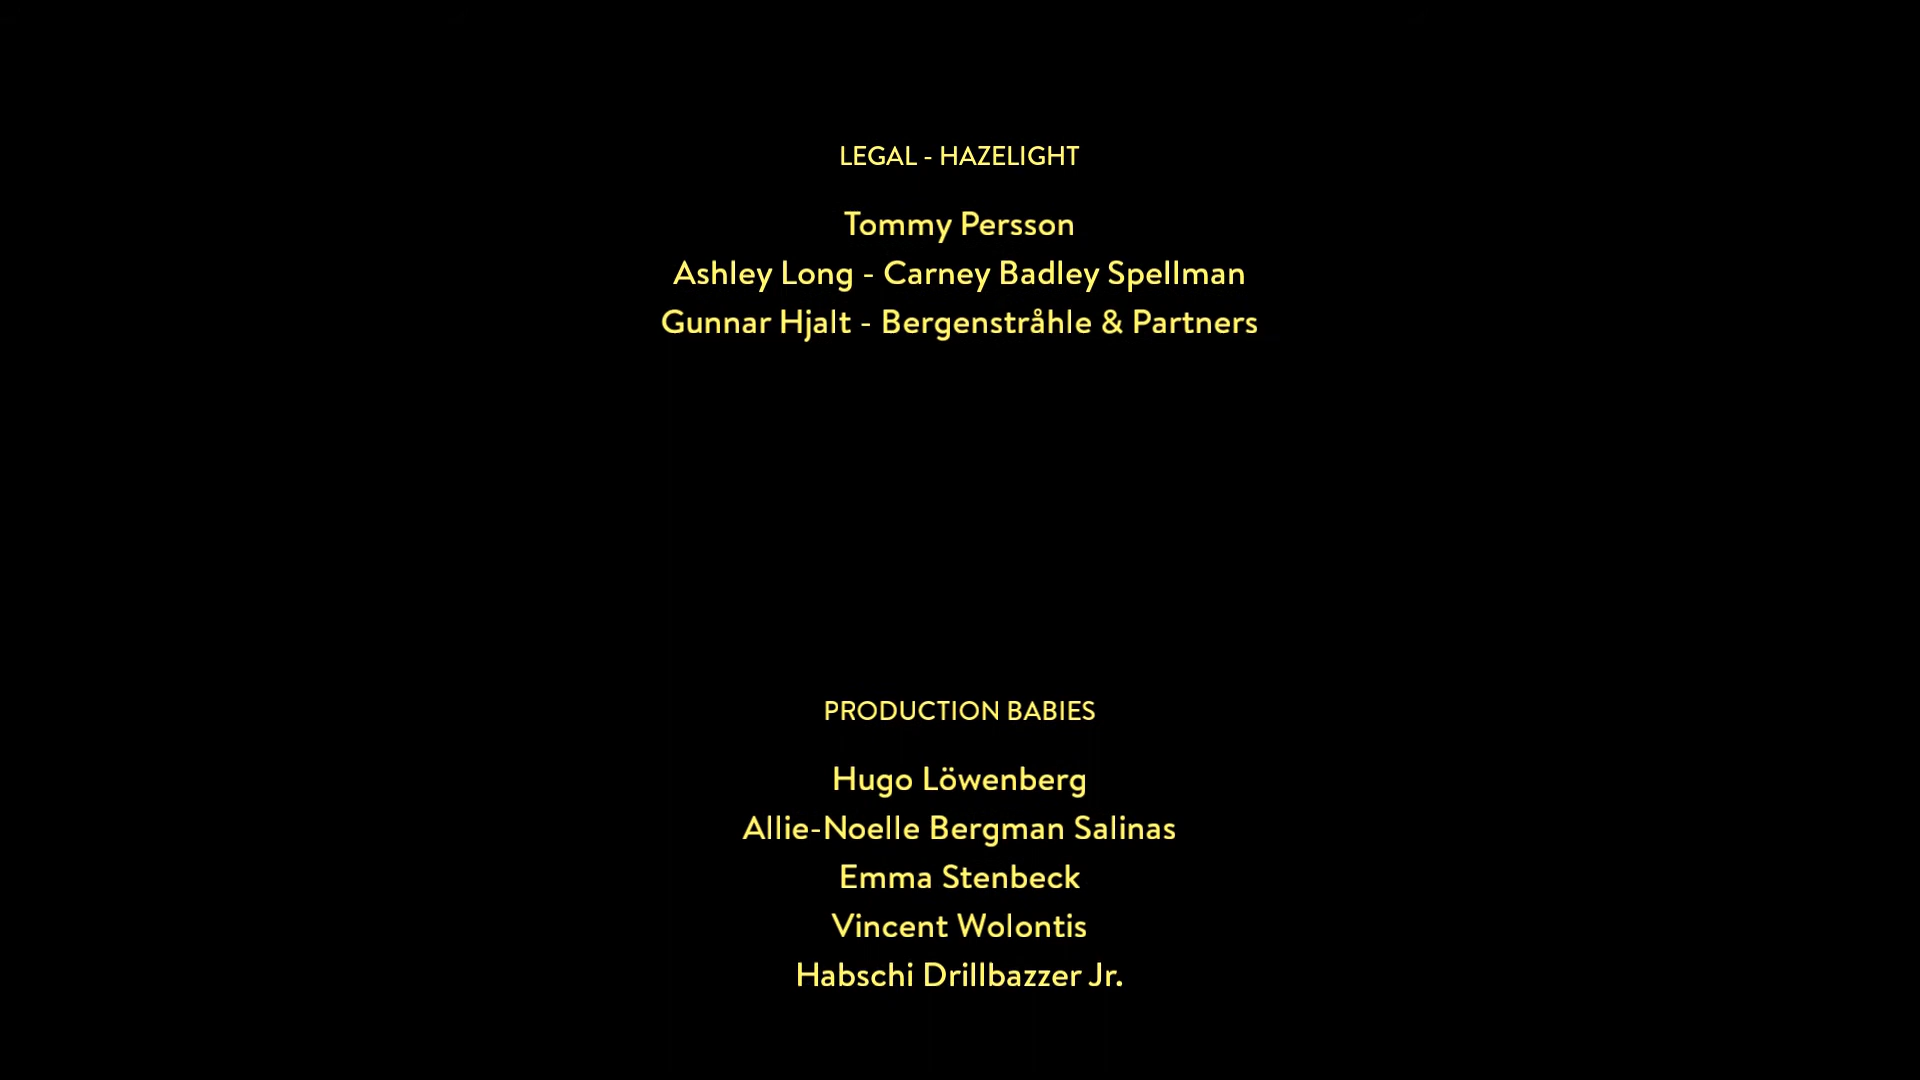 LEGAL - HAZELIGHT
Tommy Persson
Ashley Long - Carney Badley Spellman
Gunnar Hjalt - Bergenstråhle & Partners
PRODUCTION BABIES
Hugo Löwenberg
Allie-Noelle Bergman Salinas
Emma Stenbeck
Vincent Wolontis
Habschi Drillbazzer Jr.